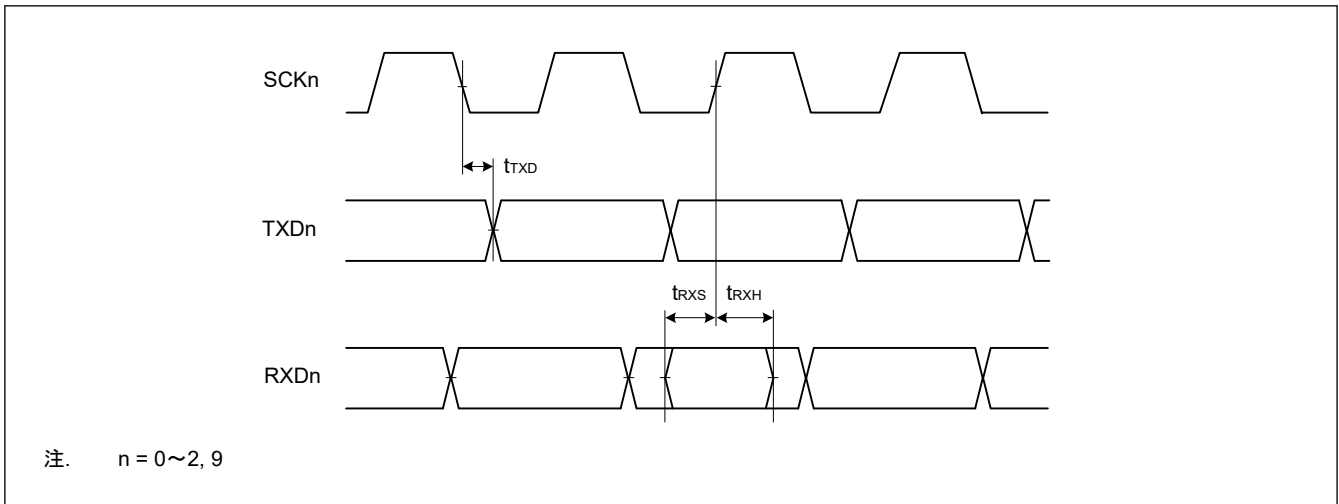 SCKn
tTXD
TXDn
tRXS tRXH
RXDn
注. n = 0～2, 9